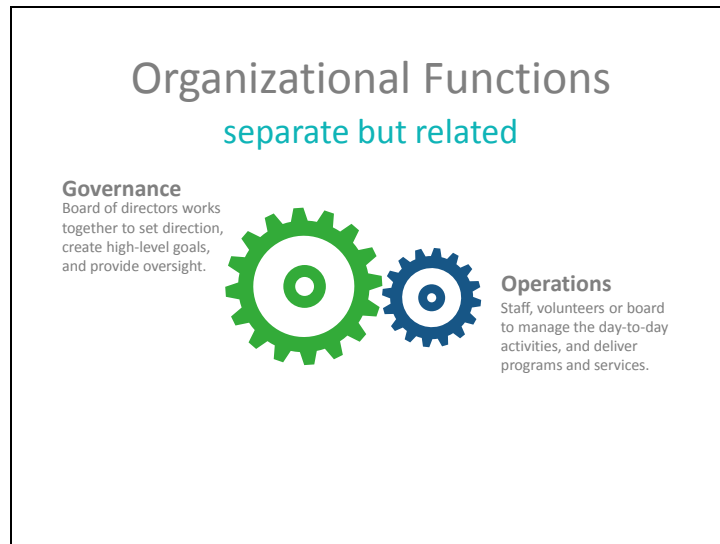 Organizational Functions
separate but related
Governance
Board of directors works
together to set direction,
create high-level goals,
and provide oversight.
Operations
Staff, volunteers or board
to manage the day-to-day
activities, and deliver
programs and services.